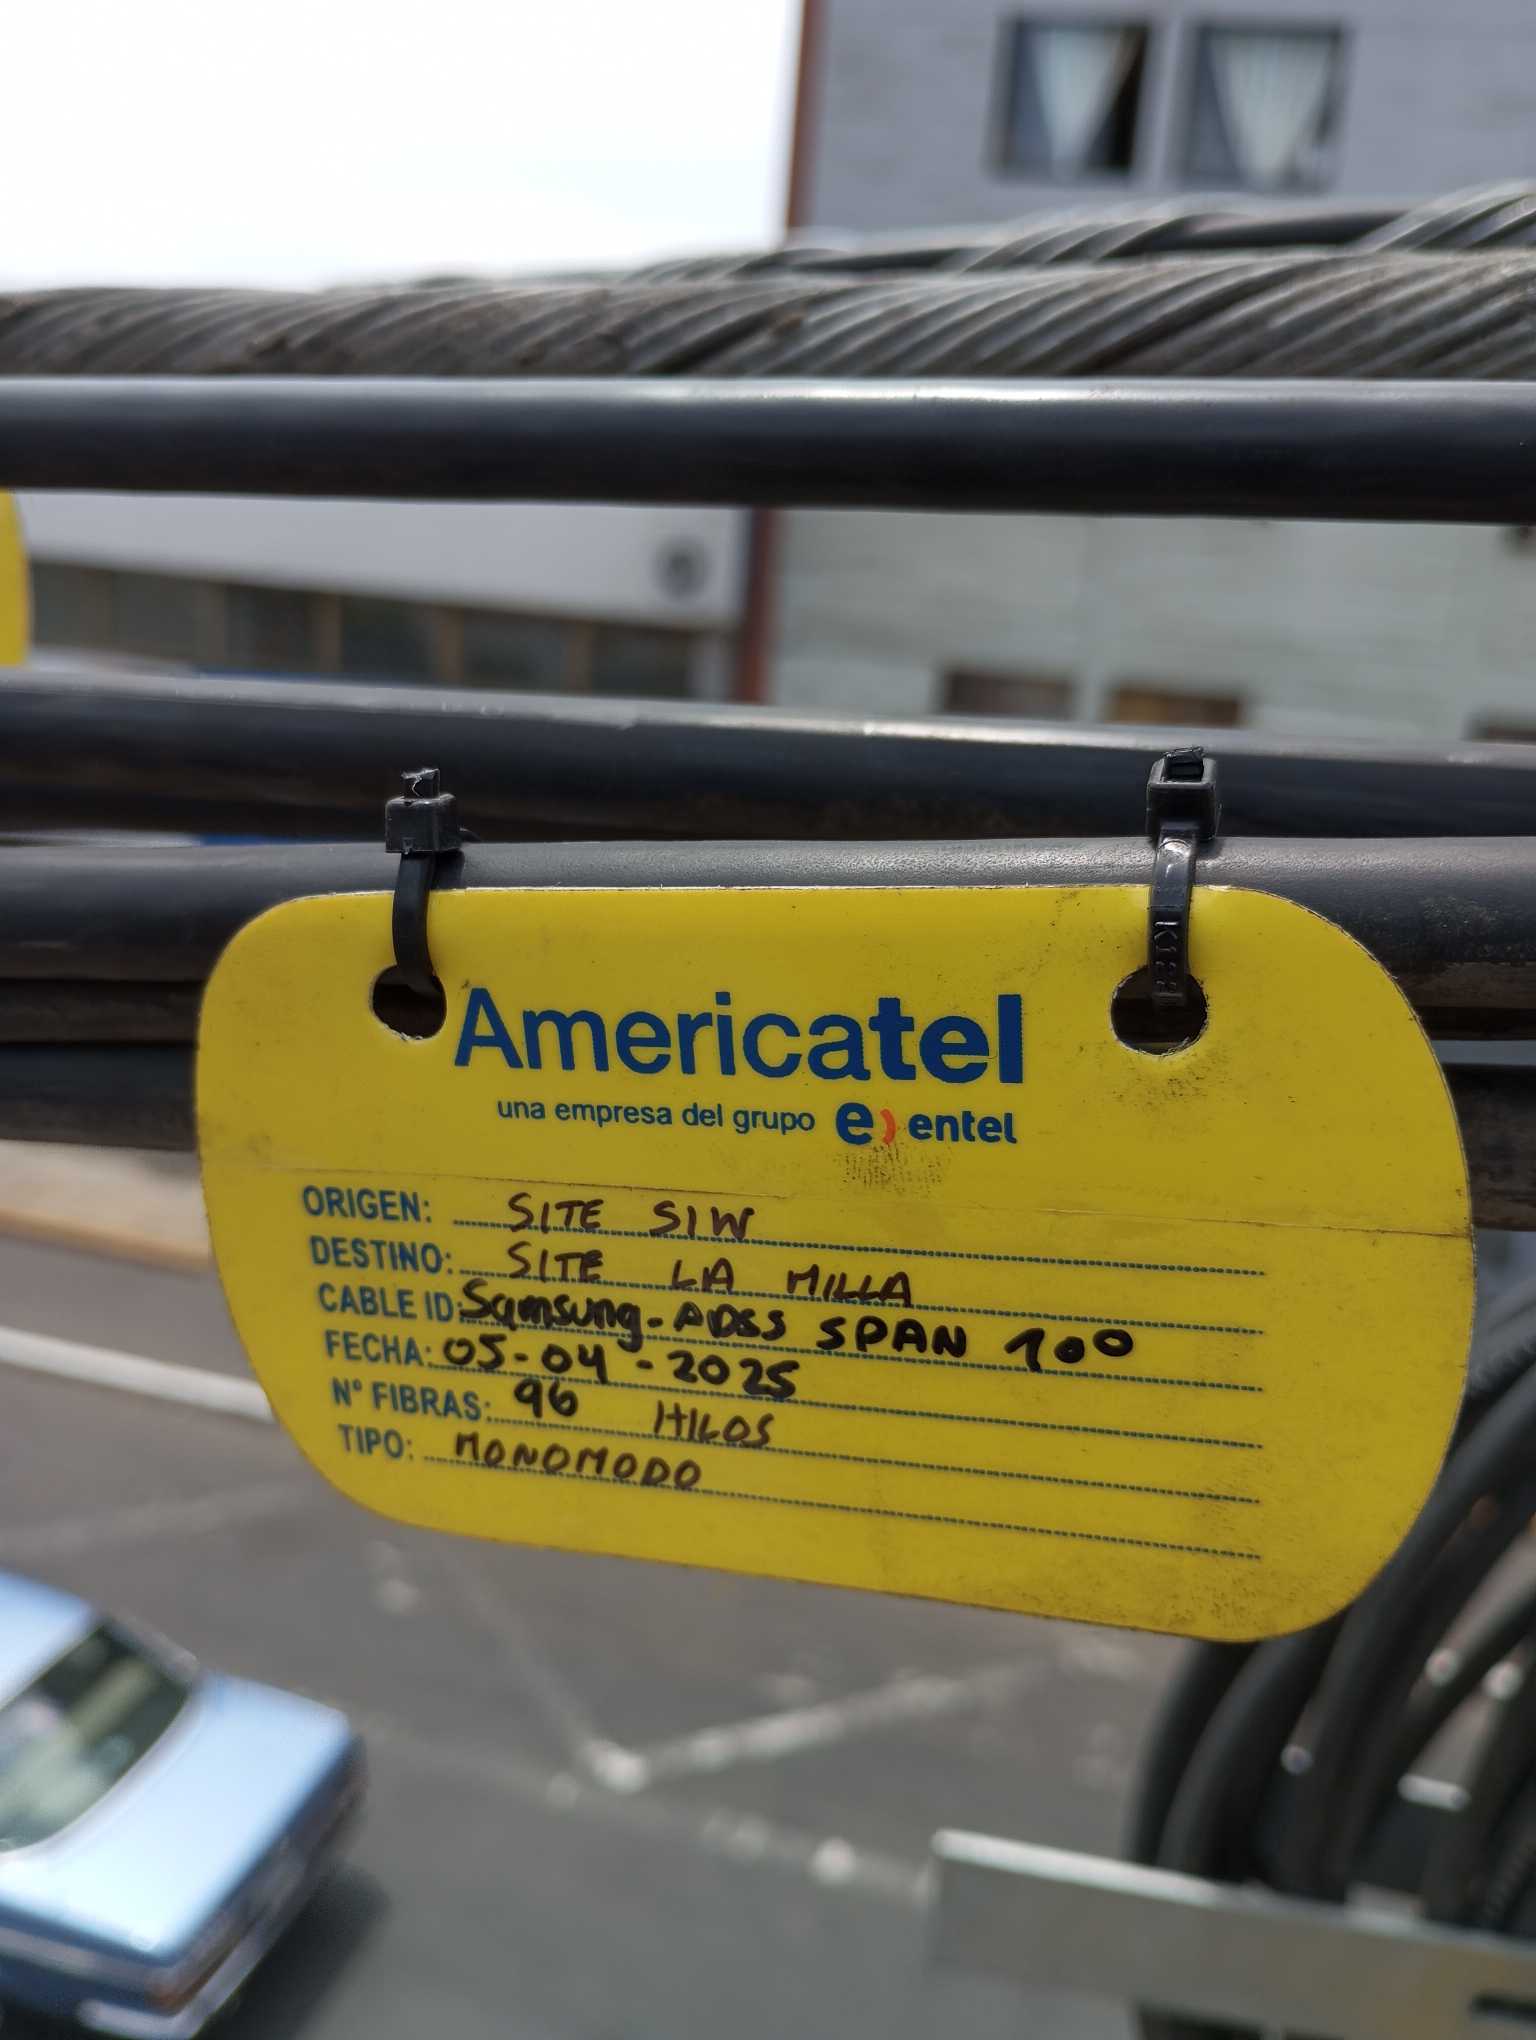 Americatel
una empresa del grupo e) entel
ORIGEN: SITE SIW
DESTINO: SITE LA MILLA
CABLE ID: Samsung-ADSS SPAN 100
FECHA: 05-04-2025
N° FIBRAS: 96 HILOS
TIPO: MONOMODO